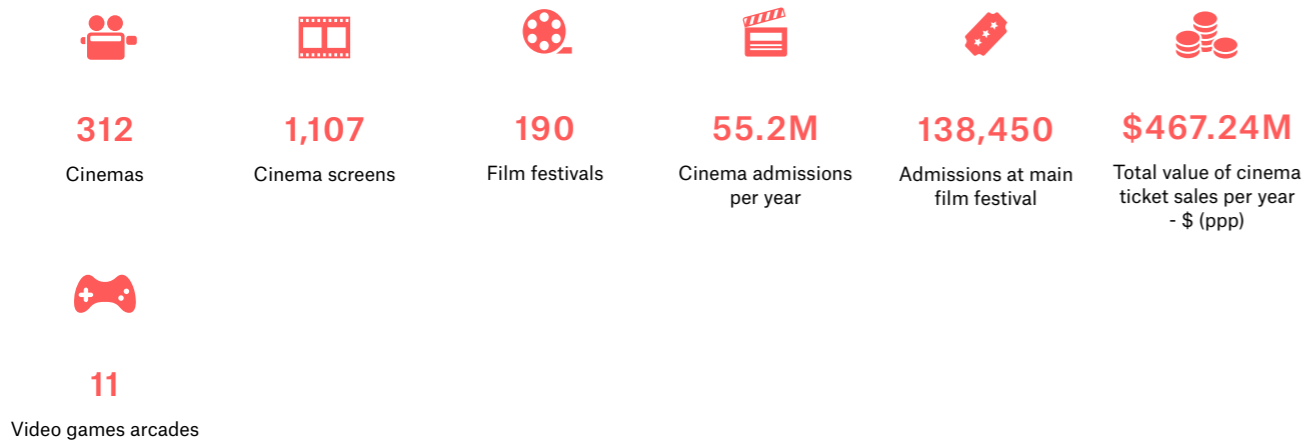 312
Cinemas
1,107
Cinema screens
190
Film festivals
55.2M
Cinema admissions
per year
138,450
Admissions at main
film festival
$467.24M
Total value of cinema
ticket sales per year
- $ (ppp)
11
Video games arcades